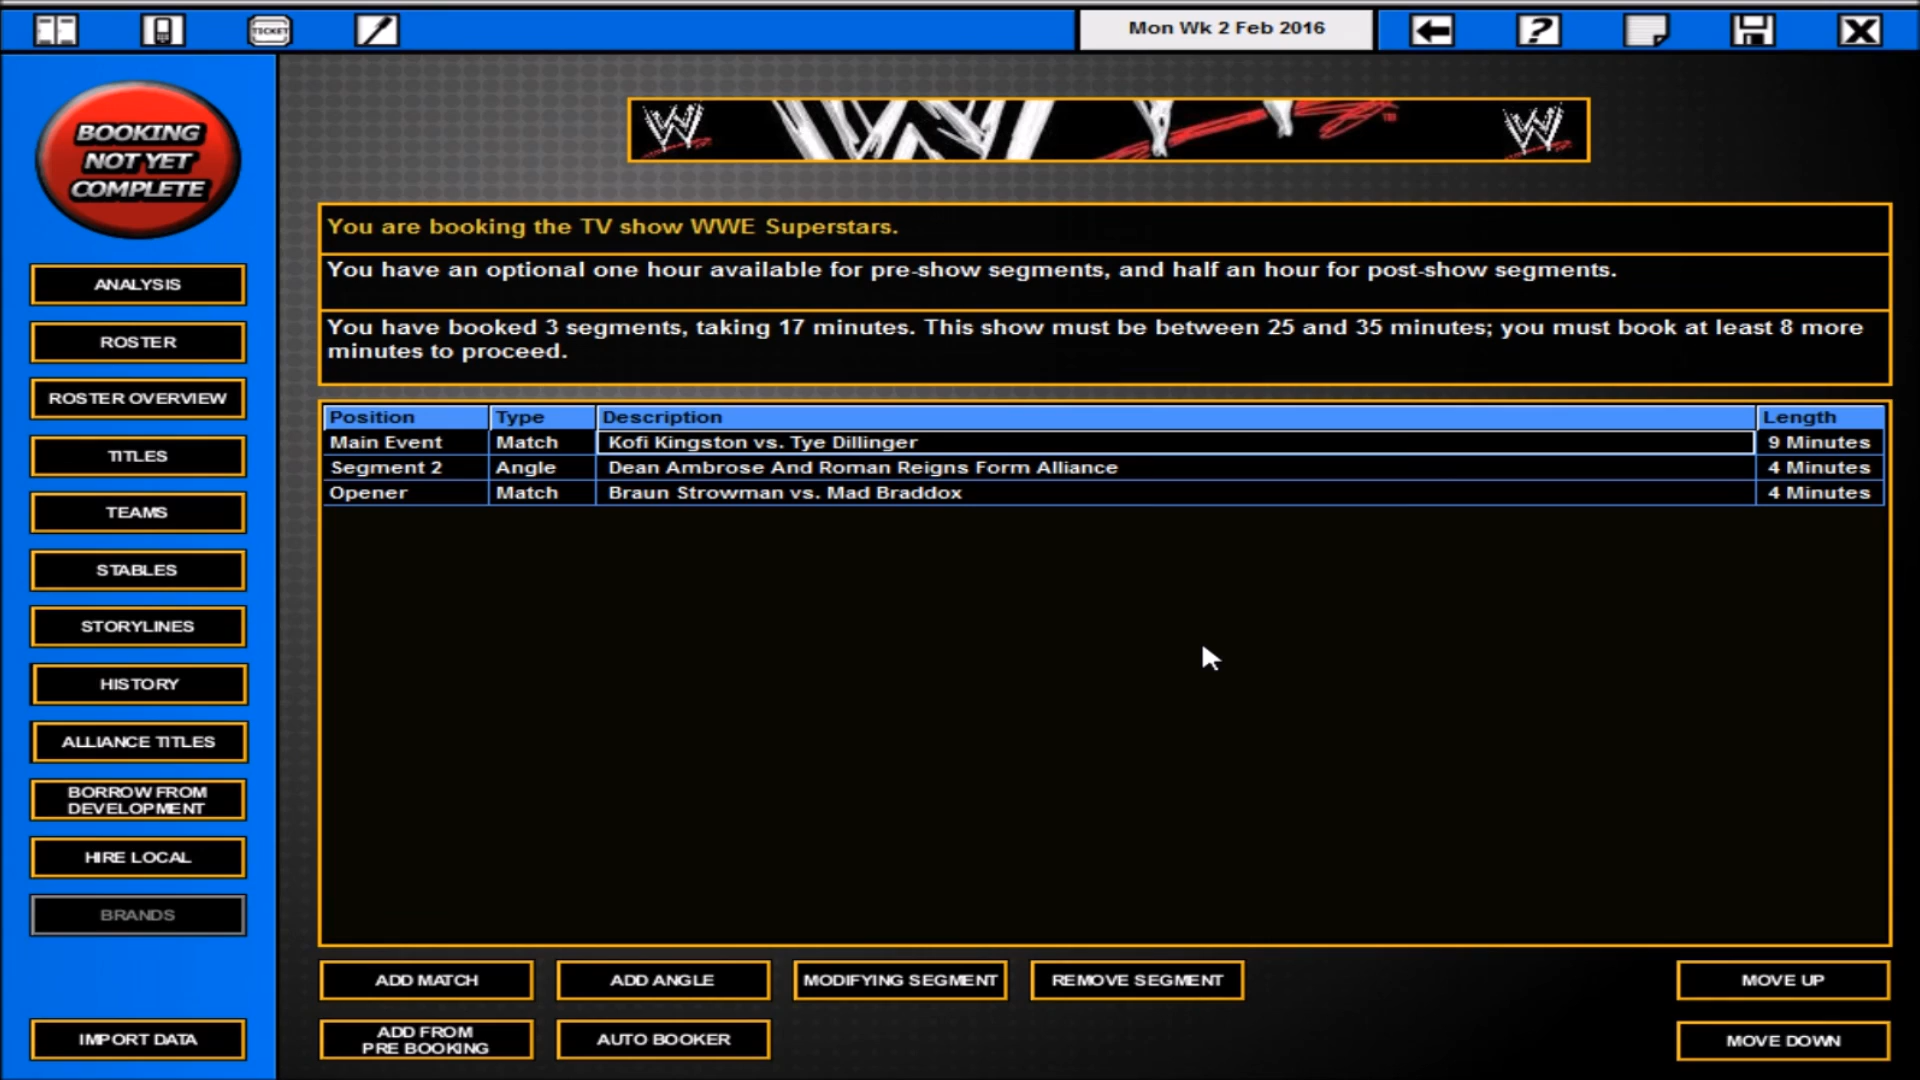 TICKET
Mon Wk 2 Feb 2016
?
X
BOOKING
NOT YET
COMPLETE
W
W
You are booking the TV show WWE Superstars.
You have an optional one hour available for pre-show segments, and half an hour for post-show segments.
You have booked 3 segments, taking 17 minutes. This show must be between 25 and 35 minutes; you must book at least 8 more
minutes to proceed.
ANALYSIS
ROSTER
ROSTER OVERVIEW
TITLES
TEAMS
STABLES
STORYLINES
HISTORY
ALLIANCE TITLES
BORROW FROM
DEVELOPMENT
HIRE LOCAL
BRANDS
IMPORT DATA
Position Type Description Length
Main Event Match Kofi Kingston vs. Tye Dillinger 9 Minutes
Segment 2 Angle Dean Ambrose And Roman Reigns Form Alliance 4 Minutes
Opener Match Braun Strowman vs. Mad Braddox 4 Minutes
ADD MATCH
ADD ANGLE
MODIFYING SEGMENT
REMOVE SEGMENT
MOVE UP
ADD FROM
PRE BOOKING
AUTO BOOKER
MOVE DOWN